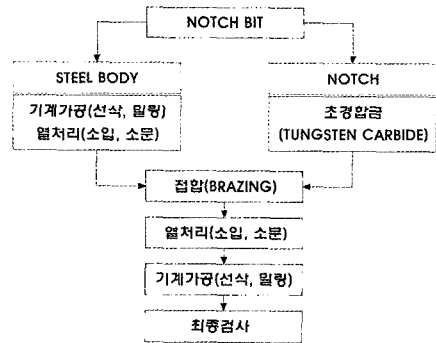 NOTCH BIT
STEEL BODY
기계가공(선삭, 밀링)
열처리(소입, 소문)
NOTCH
초경합금
(TUNGSTEN CARBIDE)
접합(BRAZING)
열처리(소입, 소문)
기계가공(선삭, 밀링)
최종검사